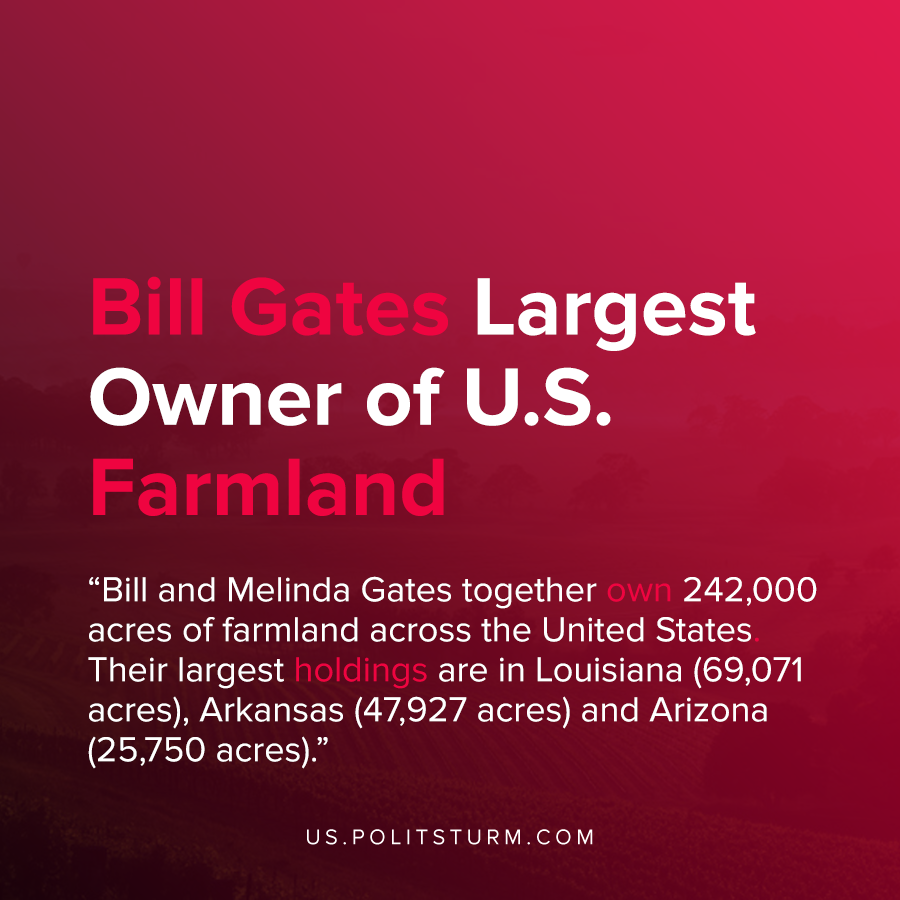 Bill Gates Largest
Owner of U.S.
Farmland
“Bill and Melinda Gates together own 242,000
acres of farmland across the United States.
Their largest holdings are in Louisiana (69,071
acres), Arkansas (47,927 acres) and Arizona
(25,750 acres).”
US.POLITSTURM.COM